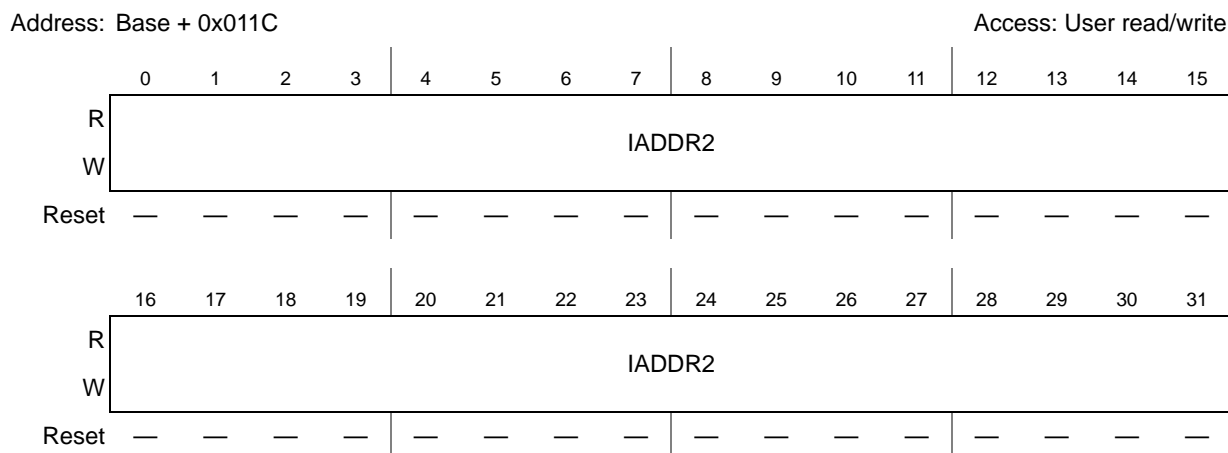 Address: Base + 0x011C Access: User read/write
0 1 2 3 4 5 6 7 8 9 10 11 12 13 14 15
R
IADDR2
W
Reset — — — — — — — — — — — — — — — —
16 17 18 19 20 21 22 23 24 25 26 27 28 29 30 31
R
IADDR2
W
Reset — — — — — — — — — — — — — — — —